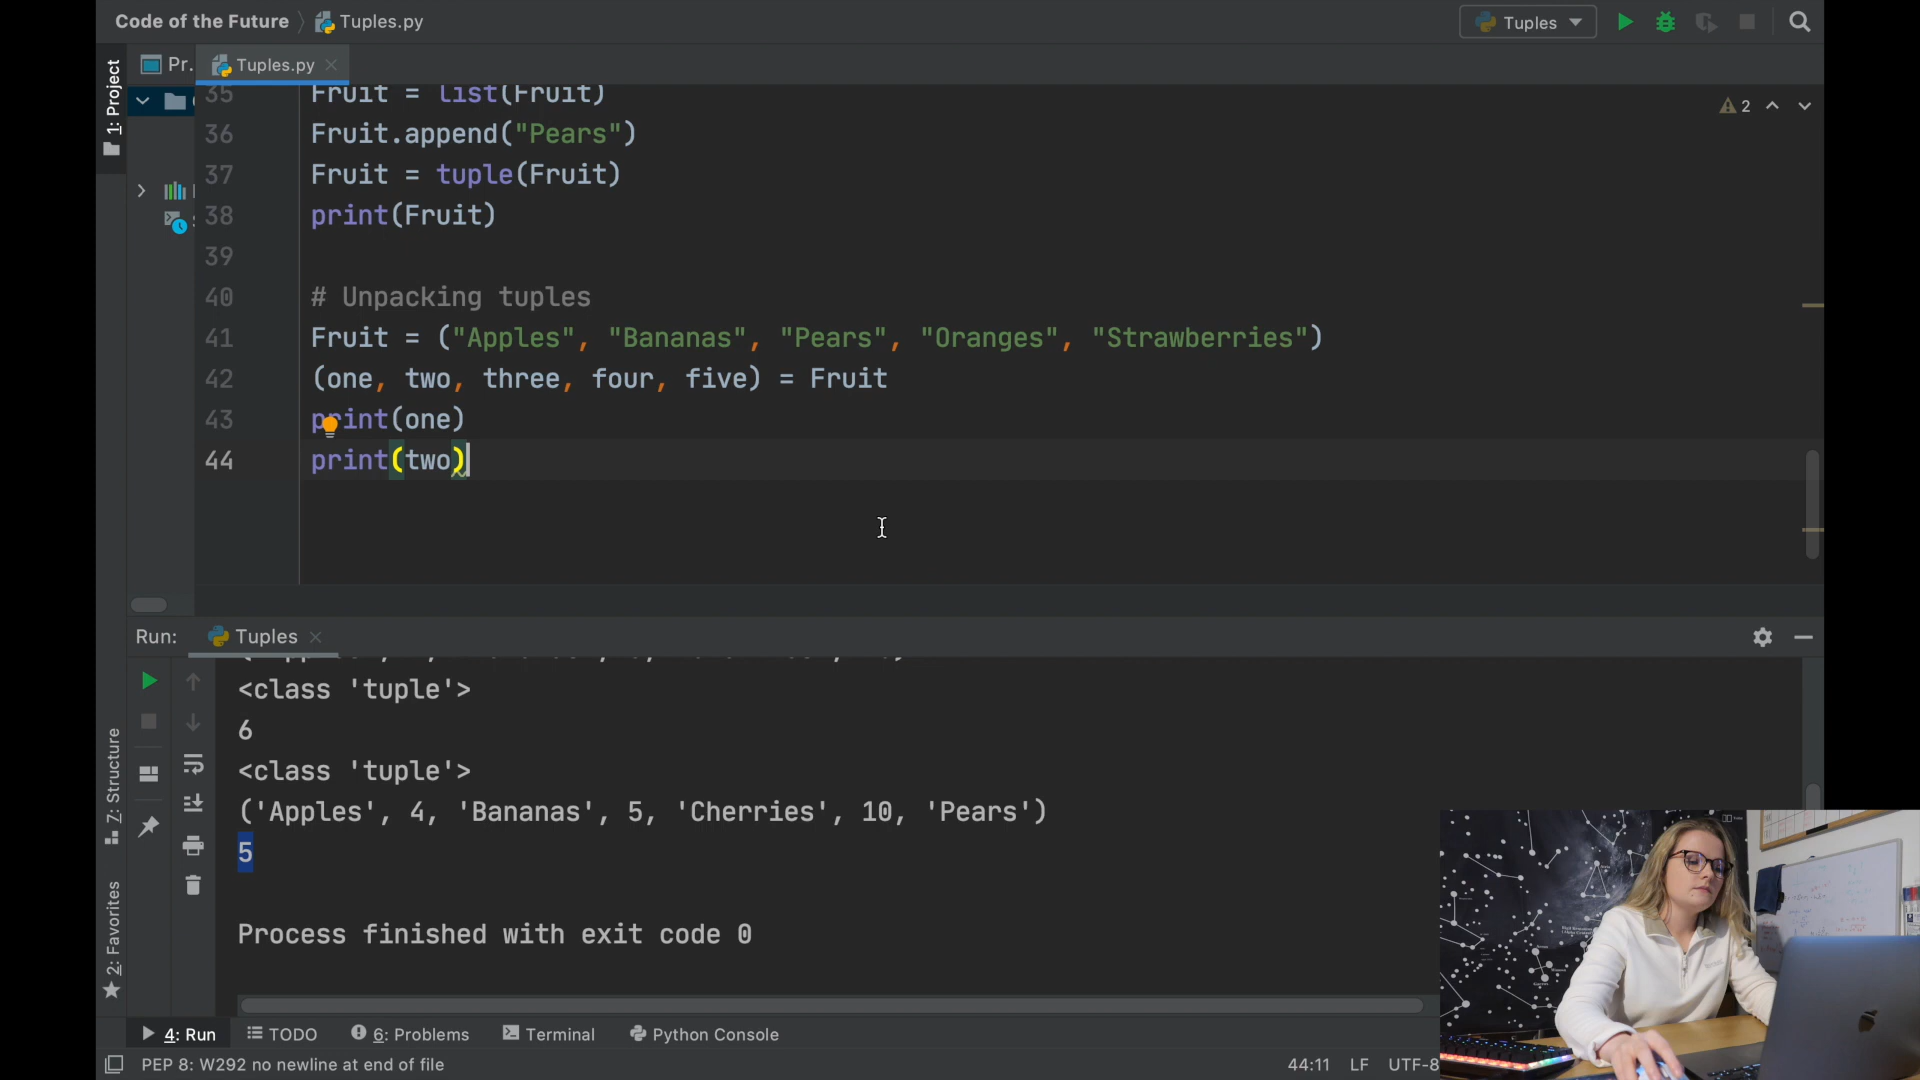 Code of the Future
Tuples.py
Tuples
1: Project
Pr.
Tuples.py
2
35 Fruit = list(Fruit)
36 Fruit.append("Pears")
37 Fruit = tuple(Fruit)
38 print(Fruit)
39
40 # Unpacking tuples
41 Fruit = ("Apples", "Bananas", "Pears", "Oranges", "Strawberries")
42 (one, two, three, four, five) = Fruit
43 print(one)
44 print(two)
Run:
Tuples
<class 'tuple'>
6
<class 'tuple'>
('Apples', 4, 'Bananas', 5, 'Cherries', 10, 'Pears')
5
Process finished with exit code 0
7: Structure
2: Favorites
4: Run
TODO
6: Problems
Terminal
Python Console
PEP 8: W292 no newline at end of file
44:11
LF
UTF-8